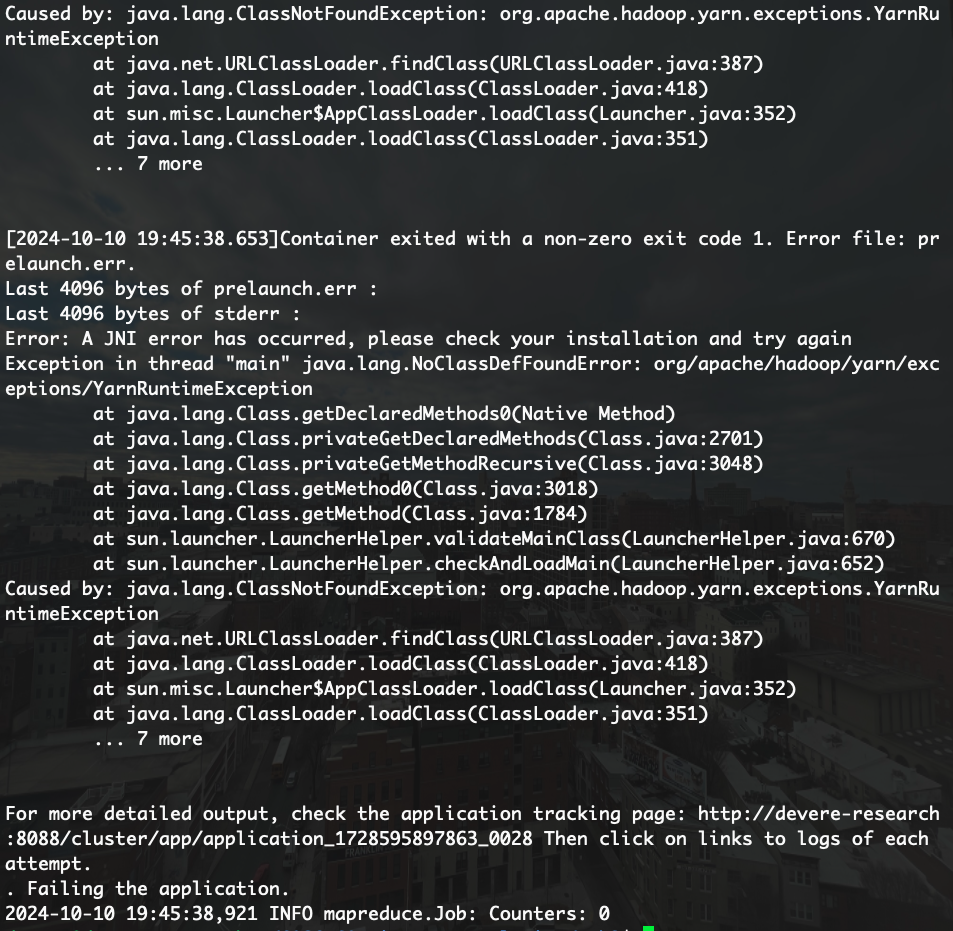 Caused by: java.lang.ClassNotFoundException: org.apache.hadoop.yarn.exceptions.YarnRu
ntimeException
        at java.net.URLClassLoader.findClass(URLClassLoader.java:387)
        at java.lang.ClassLoader.loadClass(ClassLoader.java:418)
        at sun.misc.Launcher$AppClassLoader.loadClass(Launcher.java:352)
        at java.lang.ClassLoader.loadClass(ClassLoader.java:351)
        ... 7 more
[2024-10-10 19:45:38.653]Container exited with a non-zero exit code 1. Error file: pr
elaunch.err.
Last 4096 bytes of prelaunch.err :
Last 4096 bytes of stderr :
Error: A JNI error has occurred, please check your installation and try again
Exception in thread "main" java.lang.NoClassDefFoundError: org/apache/hadoop/yarn/exc
eptions/YarnRuntimeException
        at java.lang.Class.getDeclaredMethods0(Native Method)
        at java.lang.Class.privateGetDeclaredMethods(Class.java:2701)
        at java.lang.Class.privateGetMethodRecursive(Class.java:3048)
        at java.lang.Class.getMethod0(Class.java:3018)
        at java.lang.Class.getMethod(Class.java:1784)
        at sun.launcher.LauncherHelper.validateMainClass(LauncherHelper.java:670)
        at sun.launcher.LauncherHelper.checkAndLoadMain(LauncherHelper.java:652)
Caused by: java.lang.ClassNotFoundException: org.apache.hadoop.yarn.exceptions.YarnRu
ntimeException
        at java.net.URLClassLoader.findClass(URLClassLoader.java:387)
        at java.lang.ClassLoader.loadClass(ClassLoader.java:418)
        at sun.misc.Launcher$AppClassLoader.loadClass(Launcher.java:352)
        at java.lang.ClassLoader.loadClass(ClassLoader.java:351)
        ... 7 more
For more detailed output, check the application tracking page: http://devere-research
:8088/cluster/app/application_1728595897863_0028 Then click on links to logs of each
attempt.
. Failing the application.
2024-10-10 19:45:38,921 INFO mapreduce.Job: Counters: 0